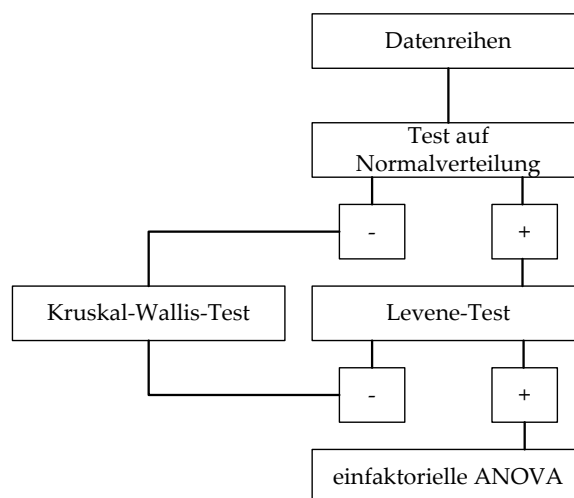 Datenreihen
Test auf
Normalverteilung
-
+
Kruskal-Wallis-Test
Levene-Test
-
+
einfaktorielle ANOVA